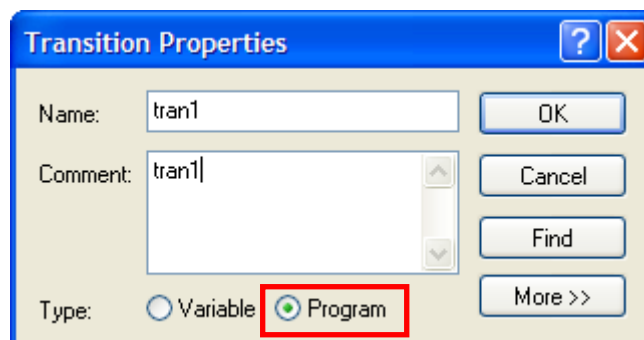 Transition Properties
Name: tran1 OK
Comment: tran1 Cancel
Find
More >>
Type: Variable Program